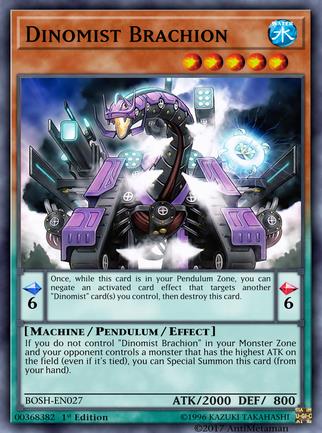 DINOMIST BRACHION
WATER
水
Once, while this card is in your Pendulum Zone, you can
negate an activated card effect that targets another
"Dinomist" card(s) you control, then destroy this card.
6
6
[MACHINE / PENDULUM / EFFECT]
If you do not control "Dinomist Brachion" in your Monster Zone
and your opponent controls a monster that has the highest ATK on
the field (even if it's tied), you can Special Summon this card (from
your hand).
BOSH-EN027
ATK/2000 DEF/ 800
00368382
1st Edition
©1996 KAZUKI TAKAHASHI
©2017 AntiMetaman